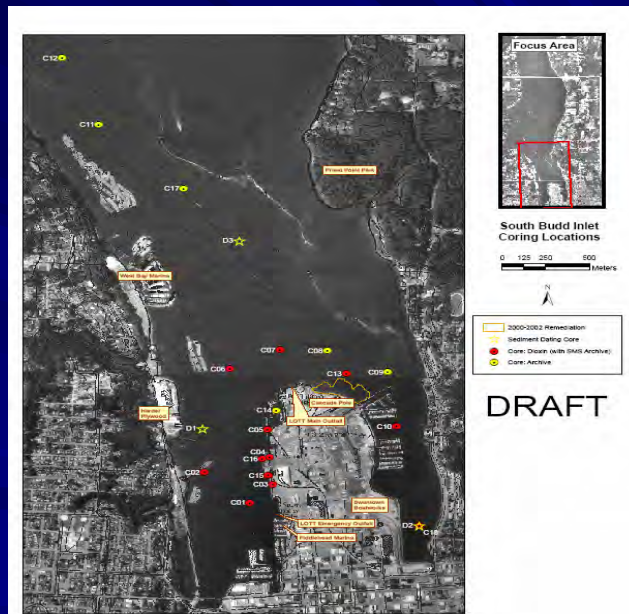 C12
C11
C17
D3
Priest Point Park
West Bay Marina
C07
C08
C06
C13
C09
Cascade Pole
Hardel
Plywood
C14
LOTT Main Outfall
D1
C05
C10
C04
C16
C02
C15
C03
C01
Swantown
Boatworks
LOTT Emergency Outfall
D2
C18
Fiddlehead Marina
Focus Area
South Budd Inlet
Coring Locations
0 125 250 500
Meters
N
2000-2002 Remediation
Sediment Dating Core
Core: Dioxin (with SMS Archive)
Core: Archive
DRAFT